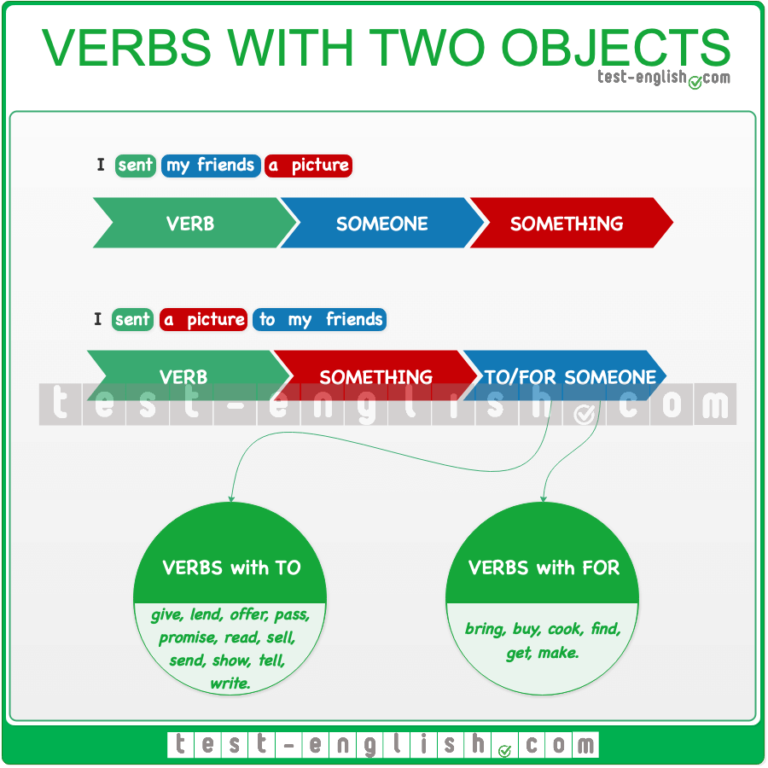 VERBS WITH TWO OBJECTS
test-english.com
I sent my friends a picture
VERB SOMEONE SOMETHING
I sent a picture to my friends
VERB SOMETHING TO/FOR SOMEONE
test-english.com
VERBS with TO
give, lend, offer, pass,
promise, read, sell,
send, show, tell,
write.
VERBS with FOR
bring, buy, cook, find,
get, make.
test-english.com